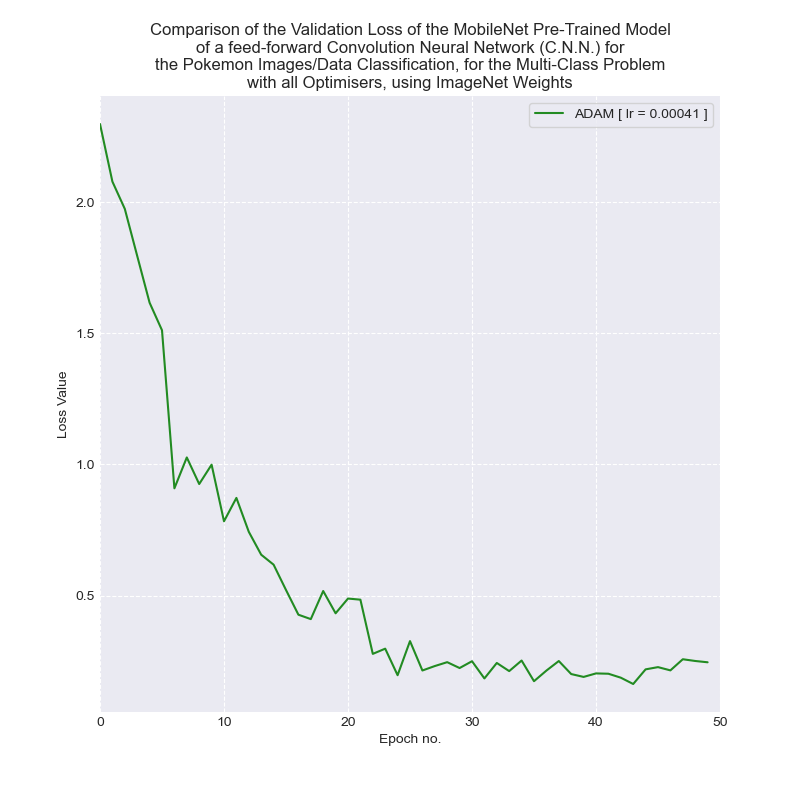 Comparison of the Validation Loss of the MobileNet Pre-Trained Model
of a feed-forward Convolution Neural Network (C.N.N.) for
the Pokemon Images/Data Classification, for the Multi-Class Problem
with all Optimisers, using ImageNet Weights
ADAM [ lr = 0.00041 ]
2.0
1.5
1.0
0.5
Loss Value
0 10 20 30 40 50
Epoch no.